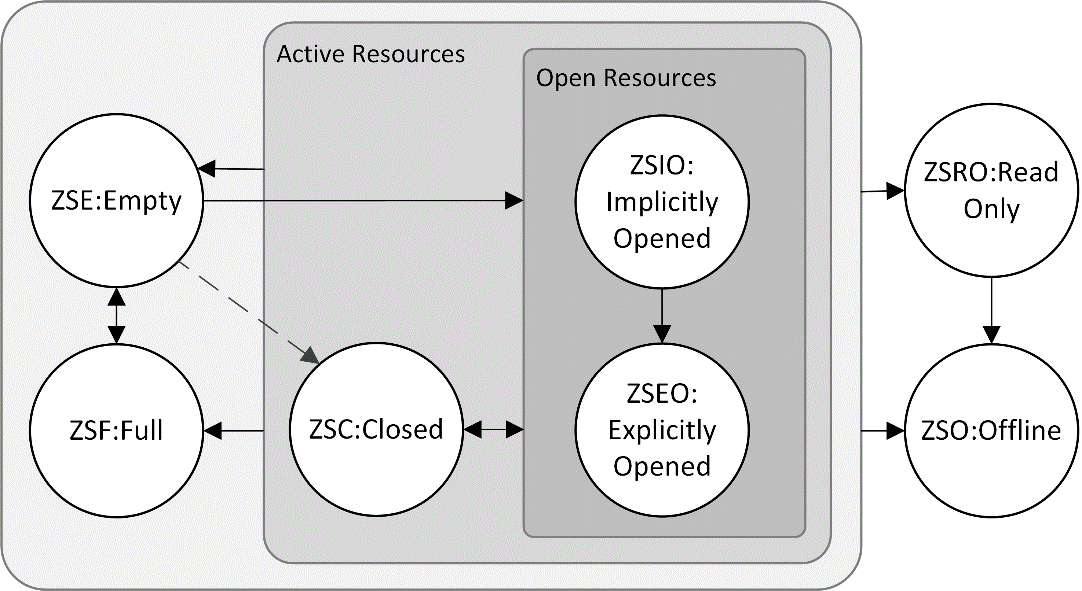 Active Resources
Open Resources
ZSE:Empty
ZSIO:
Implicitly
Opened
ZSRO:Read
Only
ZSF:Full
ZSC:Closed
ZSEO:
Explicitly
Opened
ZSO:Offline